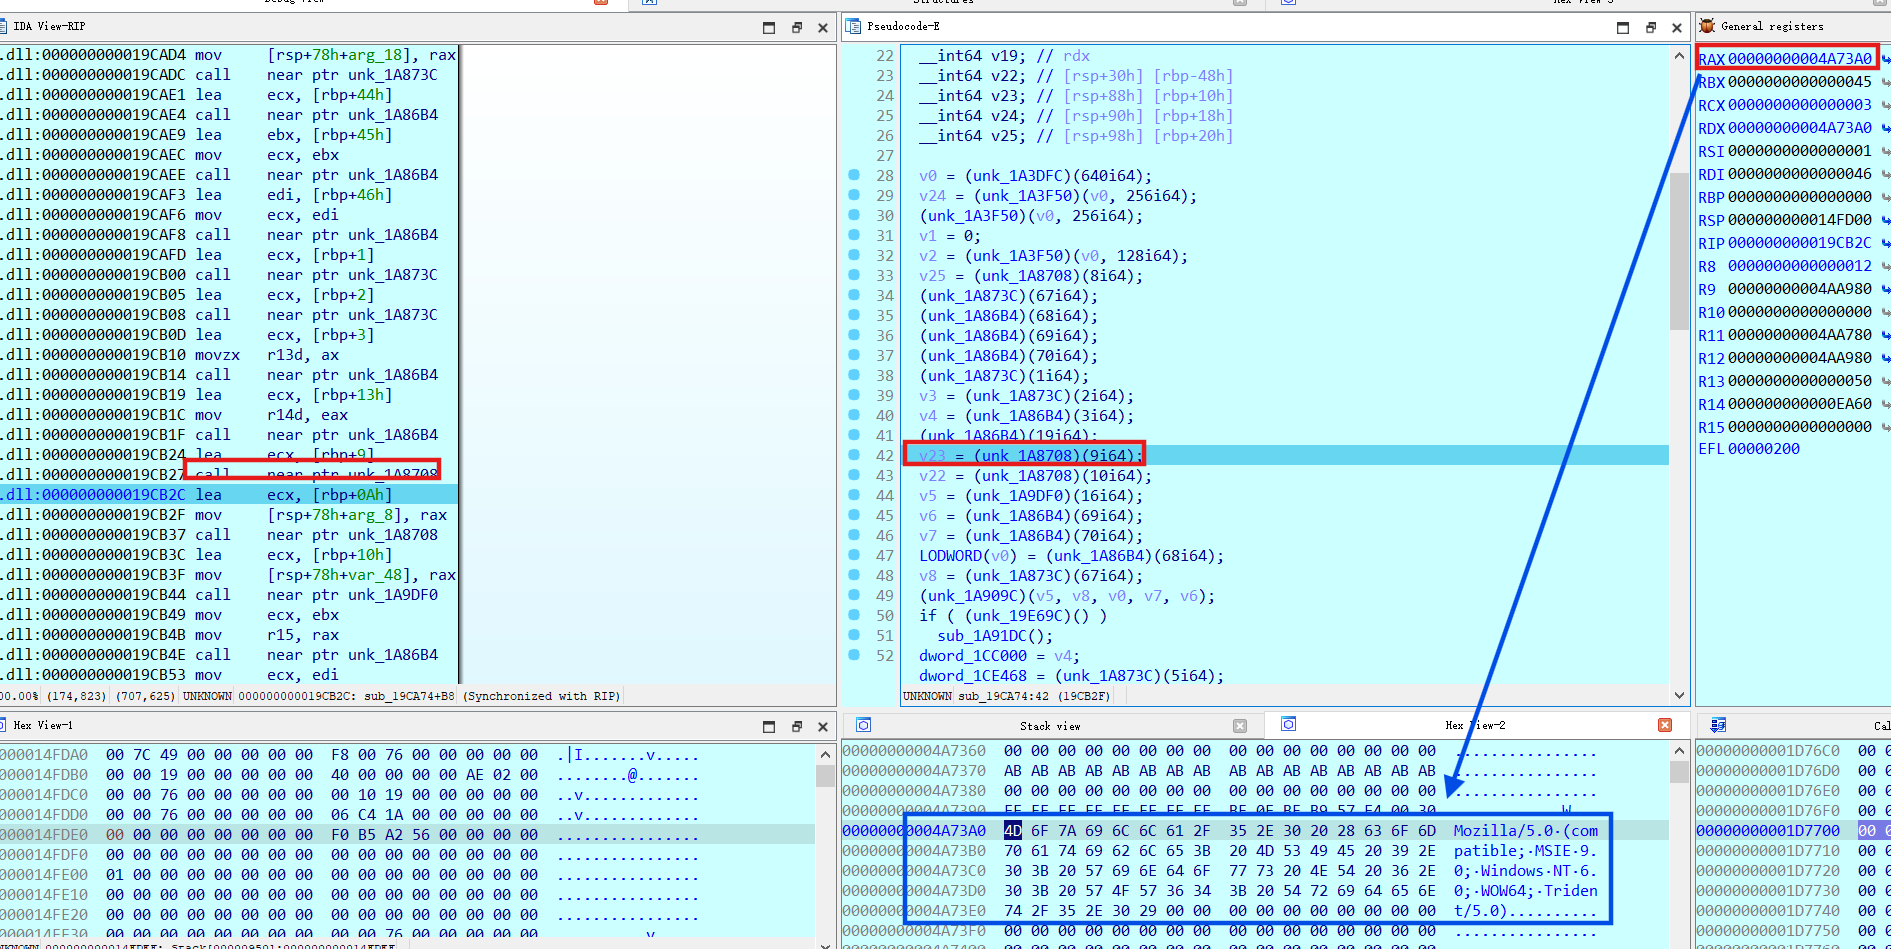 Debug View
Structures
Hex View-3
IDA View-RIP
.dll:000000000019CAD4 mov [rsp+78h+arg_18], rax
.dll:000000000019CADC call near ptr unk_1A873C
.dll:000000000019CAE1 lea ecx, [rbp+44h]
.dll:000000000019CAE4 call near ptr unk_1A86B4
.dll:000000000019CAE9 lea ebx, [rbp+45h]
.dll:000000000019CAEC mov ecx, ebx
.dll:000000000019CAEE call near ptr unk_1A86B4
.dll:000000000019CAF3 lea edi, [rbp+46h]
.dll:000000000019CAF6 mov ecx, edi
.dll:000000000019CAF8 call near ptr unk_1A86B4
.dll:000000000019CAFD lea ecx, [rbp+1]
.dll:000000000019CB00 call near ptr unk_1A873C
.dll:000000000019CB05 lea ecx, [rbp+2]
.dll:000000000019CB08 call near ptr unk_1A873C
.dll:000000000019CB0D lea ecx, [rbp+3]
.dll:000000000019CB10 movzx r13d, ax
.dll:000000000019CB14 call near ptr unk_1A86B4
.dll:000000000019CB19 lea ecx, [rbp+13h]
.dll:000000000019CB1C mov r14d, eax
.dll:000000000019CB1F call near ptr unk_1A86B4
.dll:000000000019CB24 lea ecx, [rbp+9]
.dll:000000000019CB27 call near ptr unk_1A8708
.dll:000000000019CB2C lea ecx, [rbp+0Ah]
.dll:000000000019CB2F mov [rsp+78h+arg_8], rax
.dll:000000000019CB37 call near ptr unk_1A8708
.dll:000000000019CB3C lea ecx, [rbp+10h]
.dll:000000000019CB3F mov [rsp+78h+var_48], rax
.dll:000000000019CB44 call near ptr unk_1A9DF0
.dll:000000000019CB49 mov ecx, ebx
.dll:000000000019CB4B mov r15, rax
.dll:000000000019CB4E call near ptr unk_1A86B4
.dll:000000000019CB53 mov ecx, edi
00.00% (174,823) (707,625) UNKNOWN 000000000019CB2C: sub_19CA74+B8 (Synchronized with RIP)
Pseudocode-E
22 __int64 v19; // rdx
23 __int64 v22; // [rsp+30h] [rbp-48h]
24 __int64 v23; // [rsp+88h] [rbp+10h]
25 __int64 v24; // [rsp+90h] [rbp+18h]
26 __int64 v25; // [rsp+98h] [rbp+20h]
27
28 v0 = (unk_1A3DFC)(640i64);
29 v24 = (unk_1A3F50)(v0, 256i64);
30 (unk_1A3F50)(v0, 256i64);
31 v1 = 0;
32 v2 = (unk_1A3F50)(v0, 128i64);
33 v25 = (unk_1A8708)(8i64);
34 (unk_1A873C)(67i64);
35 (unk_1A86B4)(68i64);
36 (unk_1A86B4)(69i64);
37 (unk_1A86B4)(70i64);
38 (unk_1A873C)(1i64);
39 v3 = (unk_1A873C)(2i64);
40 v4 = (unk_1A86B4)(3i64);
41 (unk_1A86B4)(19i64);
42 v23 = (unk_1A8708)(9i64);
43 v22 = (unk_1A8708)(10i64);
44 v5 = (unk_1A9DF0)(16i64);
45 v6 = (unk_1A86B4)(69i64);
46 v7 = (unk_1A86B4)(70i64);
47 LODWORD(v0) = (unk_1A86B4)(68i64);
48 v8 = (unk_1A873C)(67i64);
49 (unk_1A909C)(v5, v8, v0, v7, v6);
50 if ( (unk_19E69C)() )
51 sub_1A91DC();
52 dword_1CC000 = v4;
dword_1CE468 = (unk_1A873C)(5i64);
UNKNOWN sub_19CA74:42 (19CB2F)
General registers
RAX 00000000004A73A0
RBX 0000000000000045
RCX 0000000000000003
RDX 00000000004A73A0
RSI 0000000000000001
RDI 0000000000000046
RBP 0000000000000000
RSP 000000000014FD00
RIP 000000000019CB2C
R8 0000000000000012
R9 00000000004AA980
R10 0000000000000000
R11 00000000004AA780
R12 00000000004AA980
R13 0000000000000050
R14 000000000000EA60
R15 0000000000000000
EFL 00000200
Hex View-1
000014FDA0 00 7C 49 00 00 00 00 00 F8 00 76 00 00 00 00 00 .|I.......v.....
000014FDB0 00 00 19 00 00 00 00 00 40 00 00 00 00 AE 02 00 ........@.......
000014FDC0 00 00 76 00 00 00 00 00 00 10 19 00 00 00 00 00 ..v.............
000014FDD0 00 00 76 00 00 00 00 00 06 C4 1A 00 00 00 00 00 ..v.............
000014FDE0 00 00 00 00 00 00 00 00 F0 B5 A2 56 00 00 00 00 ................
000014FDF0 00 00 00 00 00 00 00 00 00 00 00 00 00 00 00 00 ................
000014FE00 01 00 00 00 00 00 00 00 00 00 00 00 00 00 00 00 ................
000014FE10 00 00 00 00 00 00 00 00 00 00 00 00 00 00 00 00 ................
000014FE20 00 00 00 00 00 00 00 00 00 00 00 00 00 00 00 00 ................
000014FE30 00 00 00 00 00 00 00 00 00 00 76 00 00 00 00 00 ..........v.....
Stack view
Hex View-2
00000000004A7360 00 00 00 00 00 00 00 00 00 00 00 00 00 00 00 00 ................
00000000004A7370 AB AB AB AB AB AB AB AB AB AB AB AB AB AB AB AB ................
00000000004A7380 00 00 00 00 00 00 00 00 00 00 00 00 00 00 00 00 ................
00000000004A73A0 4D 6F 7A 69 6C 6C 61 2F 35 2E 30 20 28 63 6F 6D Mozilla/5.0·(com
00000000004A73B0 70 61 74 69 62 6C 65 3B 20 4D 53 49 45 20 39 2E patible;·MSIE·9.
00000000004A73C0 30 3B 20 57 69 6E 64 6F 77 73 20 4E 54 20 36 2E 0;·Windows·NT·6.
00000000004A73D0 30 3B 20 57 4F 57 36 34 3B 20 54 72 69 64 65 6E 0;·WOW64;·Triden
00000000004A73E0 74 2F 35 2E 30 29 00 00 00 00 00 00 00 00 00 00 t/5.0)..........
00000000004A73F0 00 00 00 00 00 00 00 00 00 00 00 00 00 00 00 00 ................
Cal
00000000001D76C0 00 0
00000000001D76D0 00 0
00000000001D76E0 00 0
00000000001D76F0 00 0
00000000001D7700 00 0
00000000001D7710 00 0
00000000001D7720 00 0
00000000001D7730 00 0
00000000001D7740 00 0
00000000001D7750 00 0